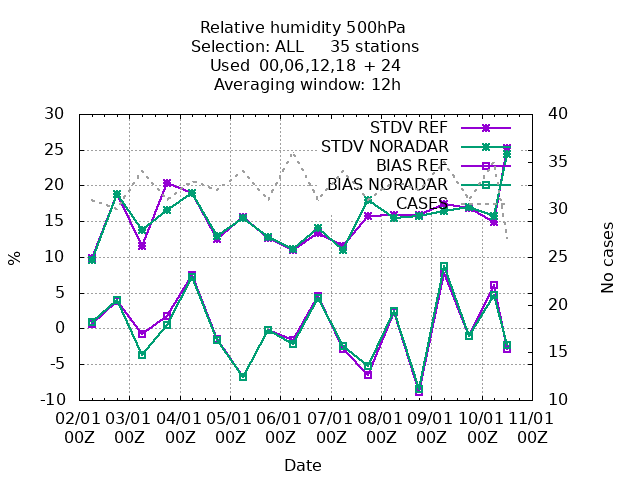 Relative humidity 500hPa
Selection: ALL 35 stations
Used 00,06,12,18 + 24
Averaging window: 12h
30 40
STDV REF
STDV NORADAR
25 35
BIAS REF
20 BIAS NORADAR
CASES 30
15
10 25
% No cases
5 20
0
-5 15
-10 10
02/01 03/01 04/01 05/01 06/01 07/01 08/01 09/01 10/01 11/01
00Z 00Z 00Z 00Z 00Z 00Z 00Z 00Z 00Z 00Z
Date